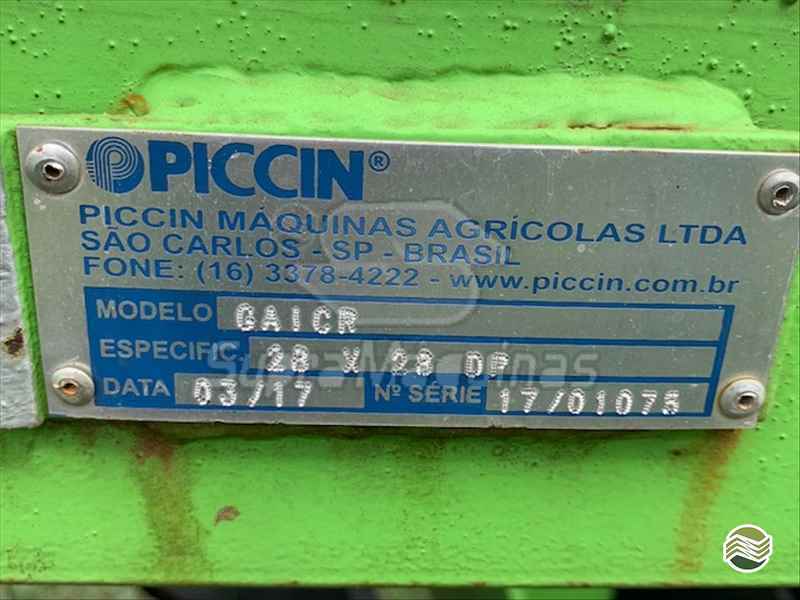 PICCIN®
PICCIN MÁQUINAS AGRÍCOLAS LTDA
SÃO CARLOS - SP - BRASIL
FONE: (16) 3378-4222 - www.piccin.com.br
MODELO GAICR
ESPECIFIC. 28 X 28 DR
DATA 03/17 Nº SÉRIE 17/01075
Máquinas